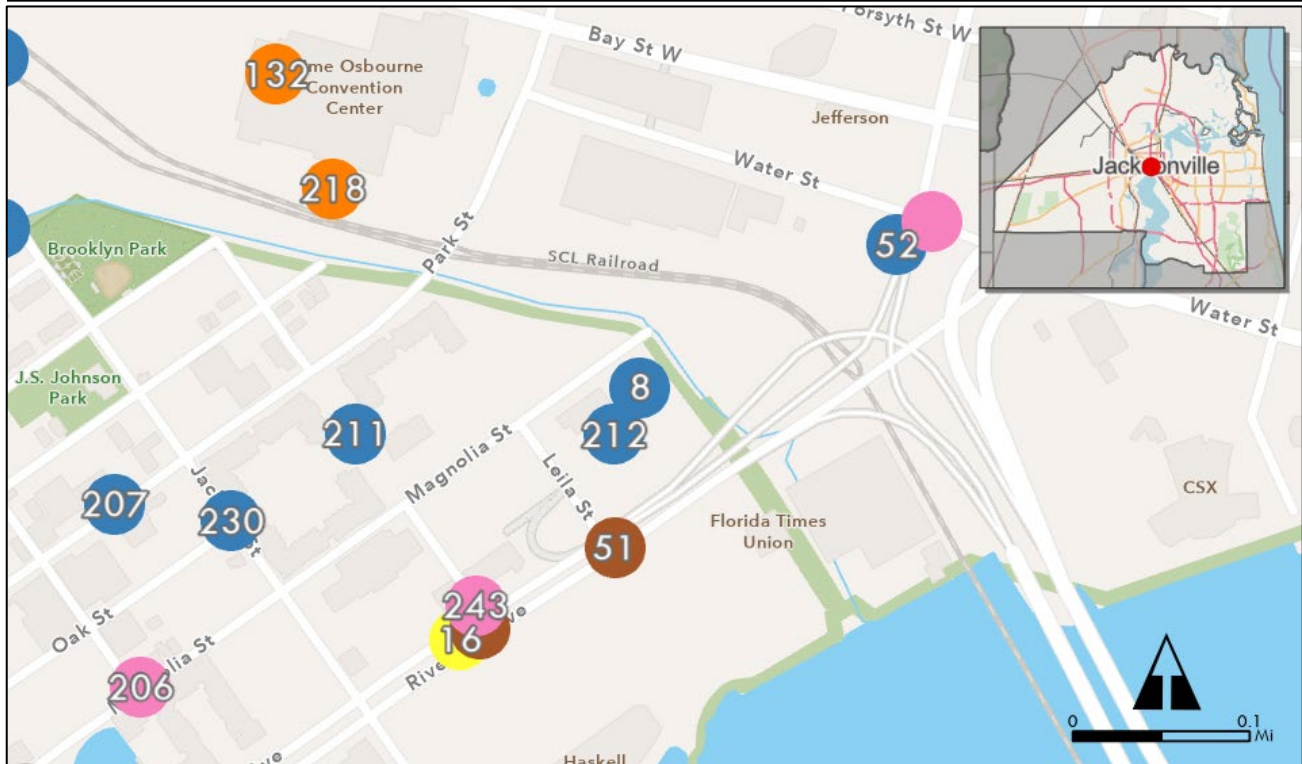 Forsyth St W
Bay St W
132
me Osbourne
Convention
Center
Jefferson
Jacksonville
218
Water St
Park St
52
Brooklyn Park
SCL Railroad
Water St
J.S. Johnson
Park
8
211
212
Magnolia St
Leila St
207
230
CSX
51
Florida Times
Union
243
16
Oak St
206
0
0.1
Mi
Haskell